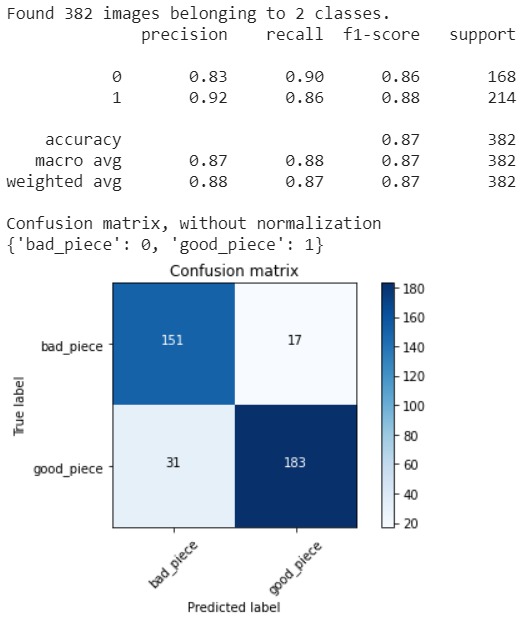 Found 382 images belonging to 2 classes.
precision recall f1-score support
0 0.83 0.90 0.86 168
1 0.92 0.86 0.88 214
accuracy 0.87 382
macro avg 0.87 0.88 0.87 382
weighted avg 0.88 0.87 0.87 382
Confusion matrix, without normalization
{'bad_piece': 0, 'good_piece': 1}
Confusion matrix
180
160
140
120
100
80
60
40
20
True label
bad_piece 151 17
good_piece 31 183
bad_piece good_piece
Predicted label